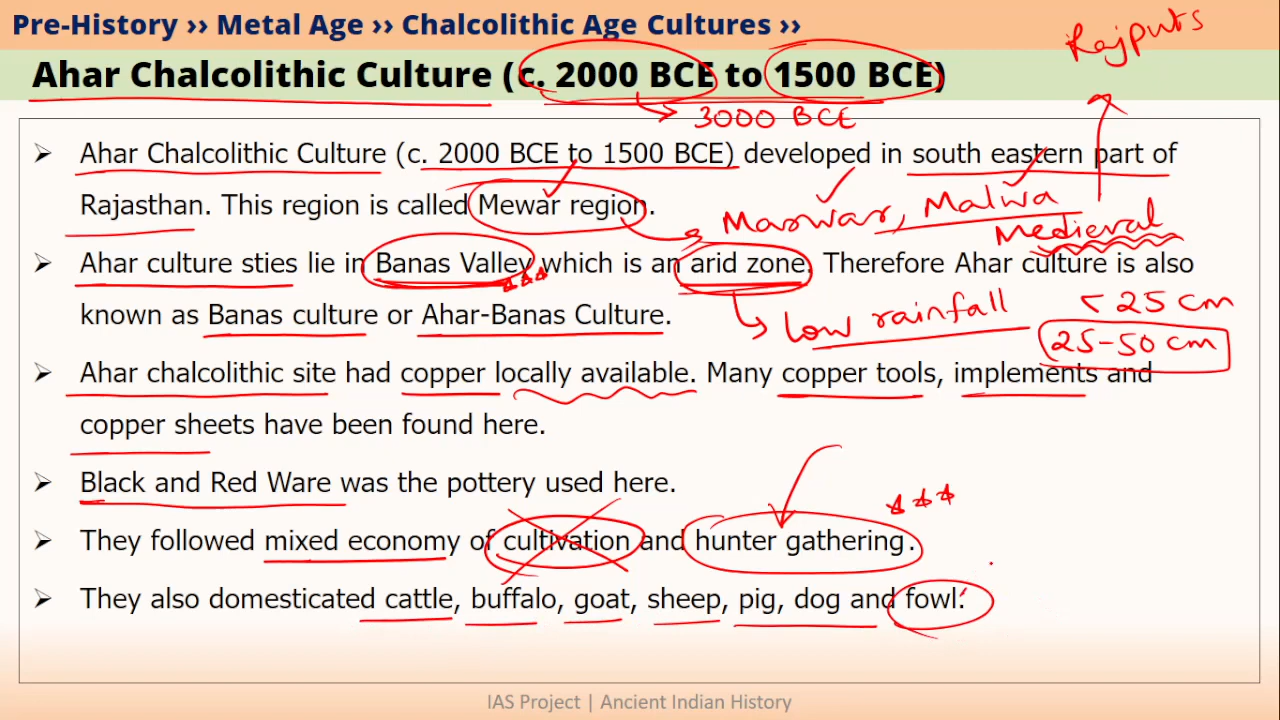 Pre-History ›› Metal Age ›› Chalcolithic Age Cultures ››
Rajputs
Ahar Chalcolithic Culture (c. 2000 BCE to 1500 BCE)
3000 BCE
➢ Ahar Chalcolithic Culture (c. 2000 BCE to 1500 BCE) developed in south eastern part of
Rajasthan. This region is called Mewar region.
Marwar, Malwa
Medieval
➢ Ahar culture sties lie in Banas Valley which is an arid zone. Therefore Ahar culture is also
known as Banas culture or Ahar-Banas Culture.
low rainfall
< 25 cm
25-50 cm
➢ Ahar chalcolithic site had copper locally available. Many copper tools, implements and
copper sheets have been found here.
➢ Black and Red Ware was the pottery used here.
➢ They followed mixed economy of cultivation and hunter gathering.
➢ They also domesticated cattle, buffalo, goat, sheep, pig, dog and fowl.
IAS Project | Ancient Indian History